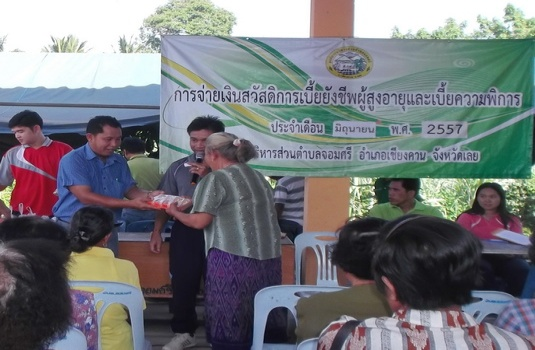 การจ่ายเงินสวัสดิการเบี้ยยังชีพผู้สูงอายุและเบี้ยความพิการ
ประจำเดือน มิถุนายน พ.ศ. 2557
หารส่วนตำบลจอมศรี อำเภอเชียงคาน จังหวัดเลย